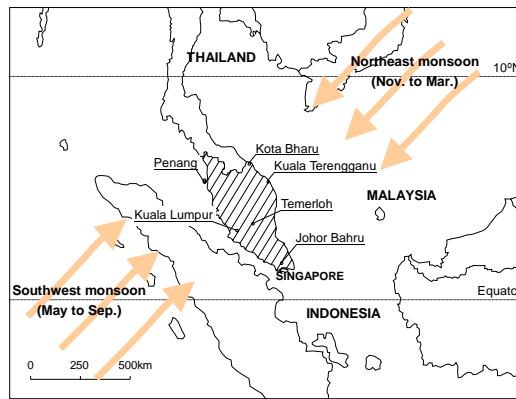 THAILAND
Northeast monsoon
(Nov. to Mar.)
10ºN
Kota Bharu
Penang
Kuala Terengganu
MALAYSIA
Temerloh
Kuala Lumpur
Johor Bahru
SINGAPORE
Southwest monsoon
(May to Sep.)
Equato
INDONESIA
0 250 500km